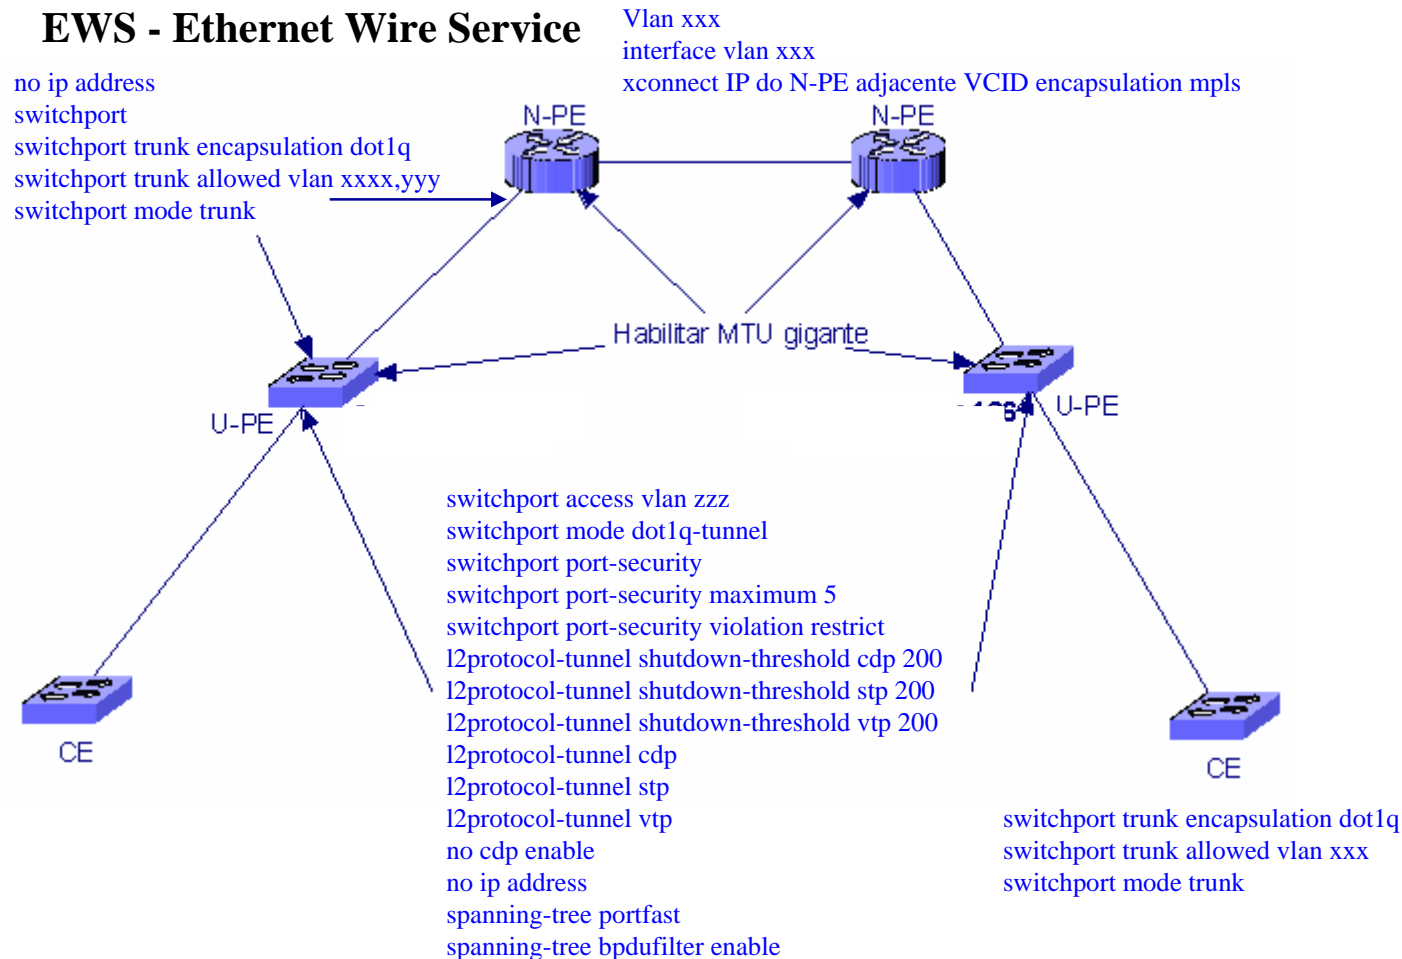 EWS - Ethernet Wire Service
Vlan xxx
interface vlan xxx
xconnect IP do N-PE adjacente VCID encapsulation mpls
no ip address
switchport
switchport trunk encapsulation dot1q
switchport trunk allowed vlan xxxx,yyy
switchport mode trunk
N-PE
N-PE
Habilitar MTU gigante
U-PE
U-PE
switchport access vlan zzz
switchport mode dot1q-tunnel
switchport port-security
switchport port-security maximum 5
switchport port-security violation restrict
l2protocol-tunnel shutdown-threshold cdp 200
l2protocol-tunnel shutdown-threshold stp 200
l2protocol-tunnel shutdown-threshold vtp 200
l2protocol-tunnel cdp
l2protocol-tunnel stp
l2protocol-tunnel vtp
no cdp enable
no ip address
spanning-tree portfast
spanning-tree bpdufilter enable
CE
CE
switchport trunk encapsulation dot1q
switchport trunk allowed vlan xxx
switchport mode trunk